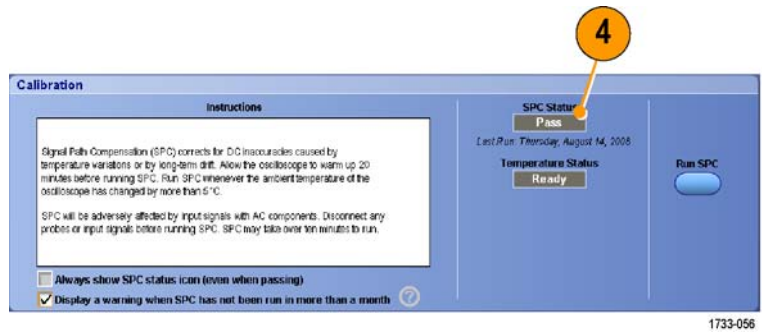 4
Calibration
Instructions
Signal Path Compensation (SPC) corrects for DC inaccuracies caused by
temperature variations or by long-term drift. Allow the oscilloscope to warm up 20
minutes before running SPC. Run SPC whenever the ambient temperature of the
oscilloscope has changed by more than 5°C.
SPC will be adversely affected by input signals with AC components. Disconnect any
probes or input signals before running SPC. SPC may take over ten minutes to run.
Always show SPC status icon (even when passing)
Display a warning when SPC has not been run in more than a month ?
SPC Status
Pass
Last Run: Thursday, August 14, 2008
Temperature Status
Ready
Run SPC
1733-056